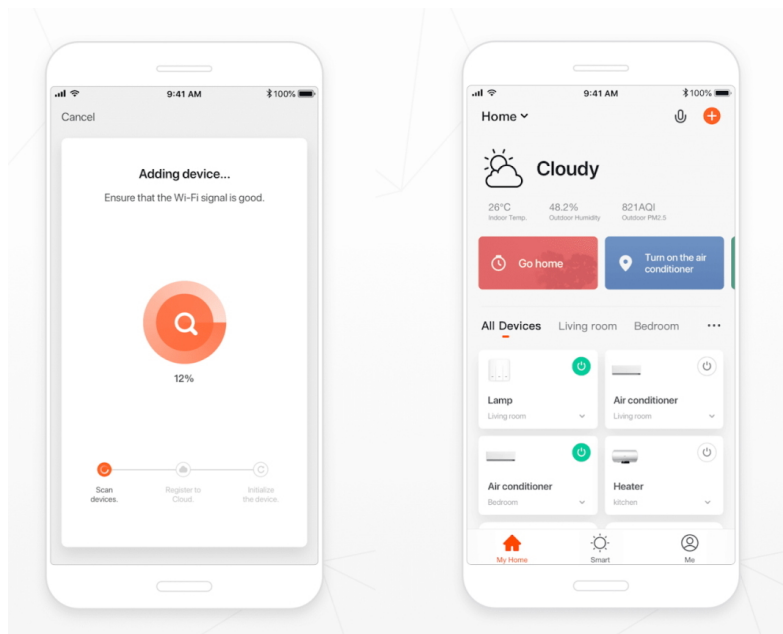 9:41 AM
100%
Cancel
Adding device...
Ensure that the Wi-Fi signal is good.
12%
Scan
devices.
Register to
Cloud.
Initialize
the device.
9:41 AM
100%
Home
Cloudy
26°C
48.2%
821AQI
Indoor Temp.
Outdoor Humidity
Outdoor PM2.5
Go home
Turn on the air
conditioner
All Devices
Living room
Bedroom
Lamp
Living room
Air conditioner
Living room
Air conditioner
Bedroom
Heater
kitchen
My Home
Smart
Me